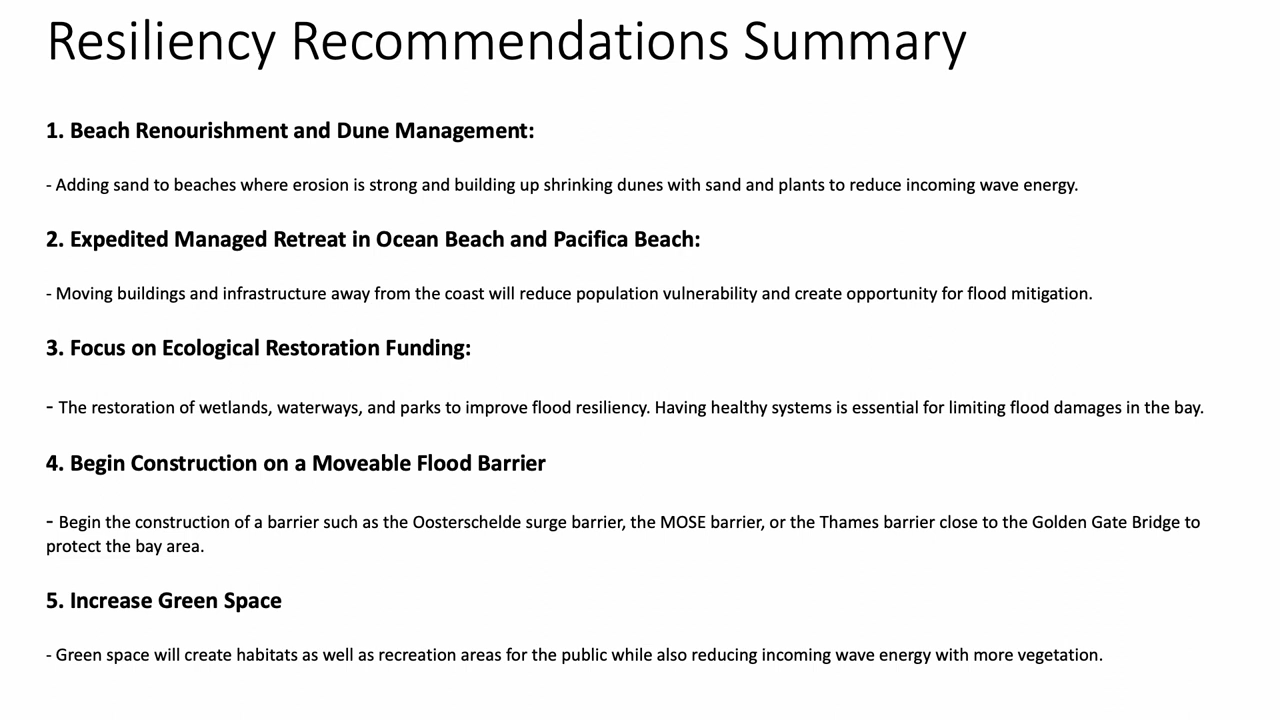 Resiliency Recommendations Summary
1. Beach Renourishment and Dune Management:
- Adding sand to beaches where erosion is strong and building up shrinking dunes with sand and plants to reduce incoming wave energy.
2. Expedited Managed Retreat in Ocean Beach and Pacifica Beach:
- Moving buildings and infrastructure away from the coast will reduce population vulnerability and create opportunity for flood mitigation.
3. Focus on Ecological Restoration Funding:
- The restoration of wetlands, waterways, and parks to improve flood resiliency. Having healthy systems is essential for limiting flood damages in the bay.
4. Begin Construction on a Moveable Flood Barrier
- Begin the construction of a barrier such as the Oosterschelde surge barrier, the MOSE barrier, or the Thames barrier close to the Golden Gate Bridge to
protect the bay area.
5. Increase Green Space
- Green space will create habitats as well as recreation areas for the public while also reducing incoming wave energy with more vegetation.